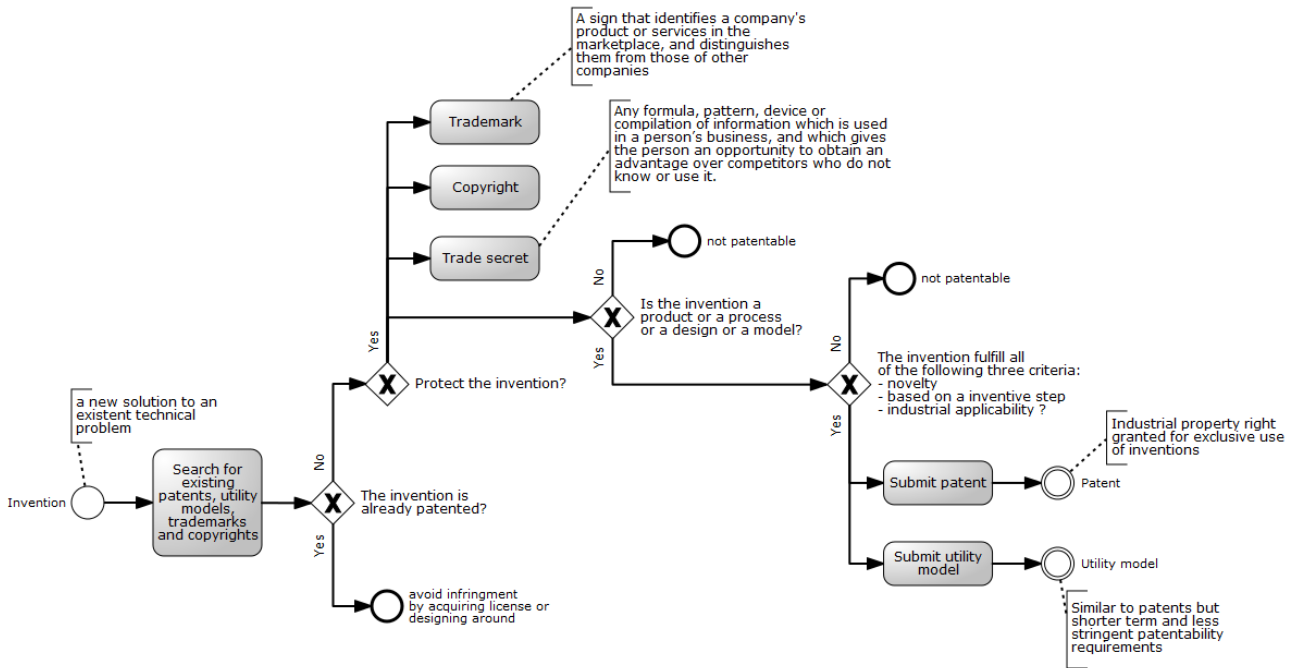 A sign that identifies a company's
product or services in the
marketplace, and distinguishes
them from those of other
companies
Trademark
Any formula, pattern, device or
compilation of information which is used
in a person's business, and which gives
the person an opportunity to obtain an
advantage over competitors who do not
know or use it.
Copyright
Trade secret
not patentable
No
Is the invention a
product or a process
or a design or a model?
Yes
not patentable
No
The invention fulfill all
of the following three criteria:
- novelty
- based on a inventive step
- industrial applicability ?
Yes
Yes
Protect the invention?
a new solution to an
existent technical
problem
No
Invention
Search for
existing
patents, utility
models,
trademarks
and copyrights
The invention is
already patented?
Yes
avoid infringment
by acquiring license or
designing around
Industrial property right
granted for exclusive use
of inventions
Submit patent
Patent
Submit utility
model
Utility model
Similar to patents but
shorter term and less
stringent patentability
requirements